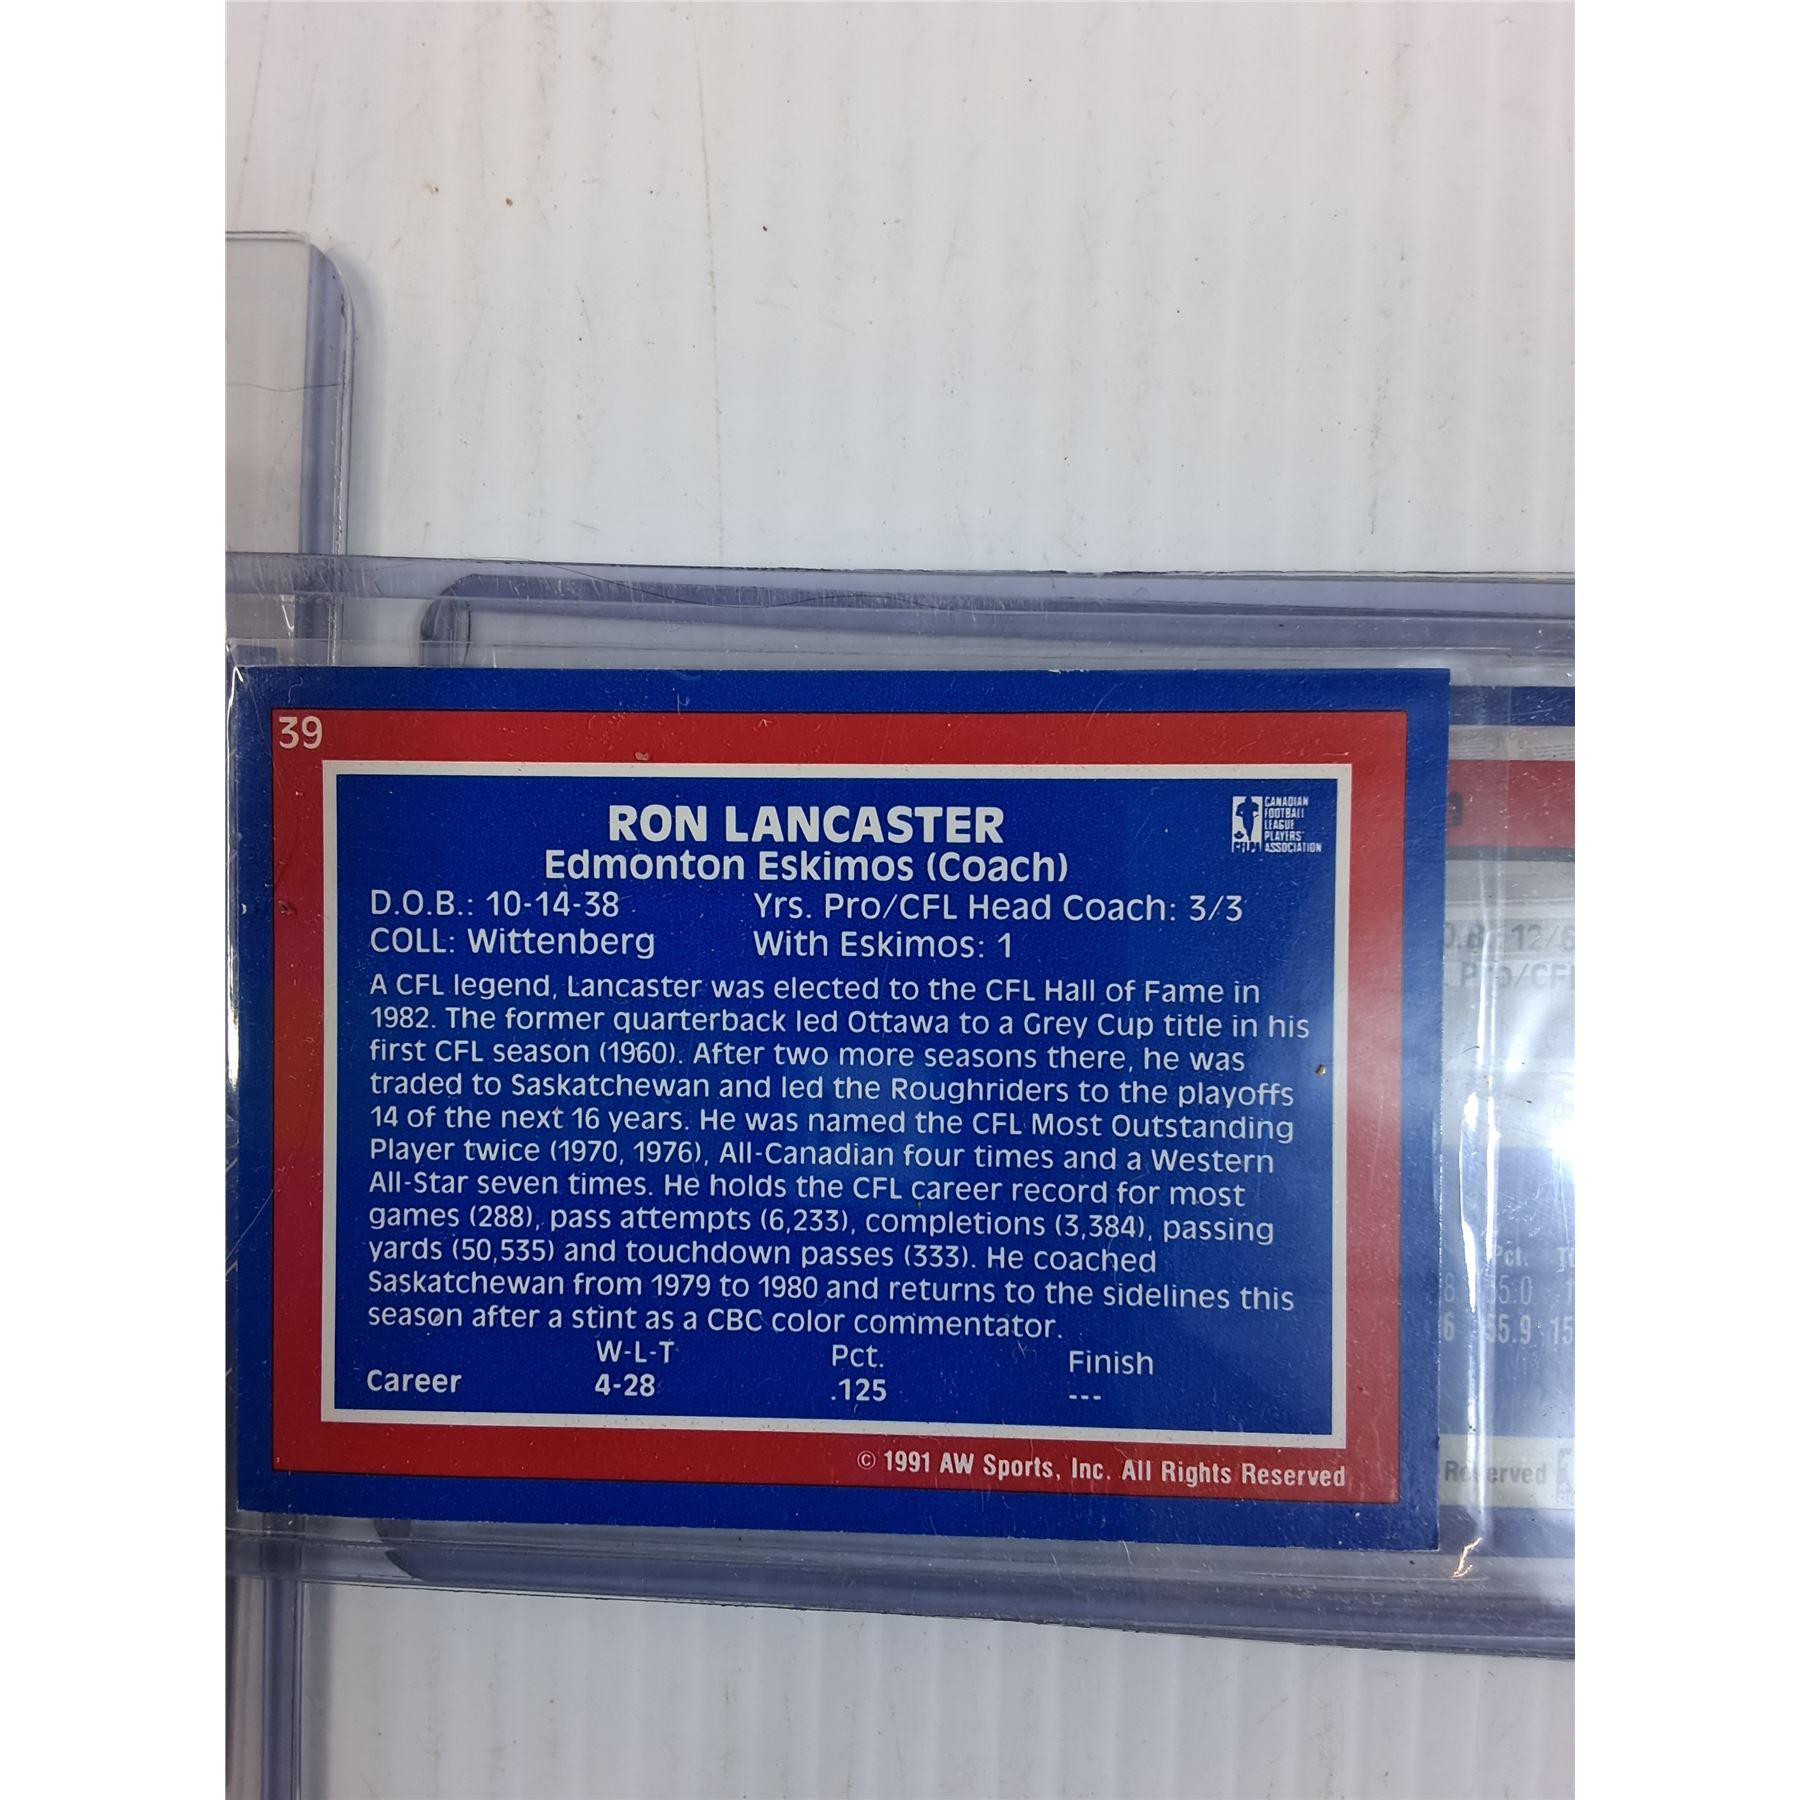 39
RON LANCASTER
Edmonton Eskimos (Coach)
CANADIAN
FOOTBALL
LEAGUE
PLAYERS'
ASSOCIATION
D.O.B.: 10-14-38 Yrs. Pro/CFL Head Coach: 3/3
COLL: Wittenberg With Eskimos: 1
A CFL legend, Lancaster was elected to the CFL Hall of Fame in
1982. The former quarterback led Ottawa to a Grey Cup title in his
first CFL season (1960). After two more seasons there, he was
traded to Saskatchewan and led the Roughriders to the playoffs
14 of the next 16 years. He was named the CFL Most Outstanding
Player twice (1970, 1976), All-Canadian four times and a Western
All-Star seven times. He holds the CFL career record for most
games (288), pass attempts (6,233), completions (3,384), passing
yards (50,535) and touchdown passes (333). He coached
Saskatchewan from 1979 to 1980 and returns to the sidelines this
season after a stint as a CBC color commentator.
W-L-T Pct. Finish
Career 4-28 .125 ---
© 1991 AW Sports, Inc. All Rights Reserved
Pct.
55.0
6 55.9 15
Reserved